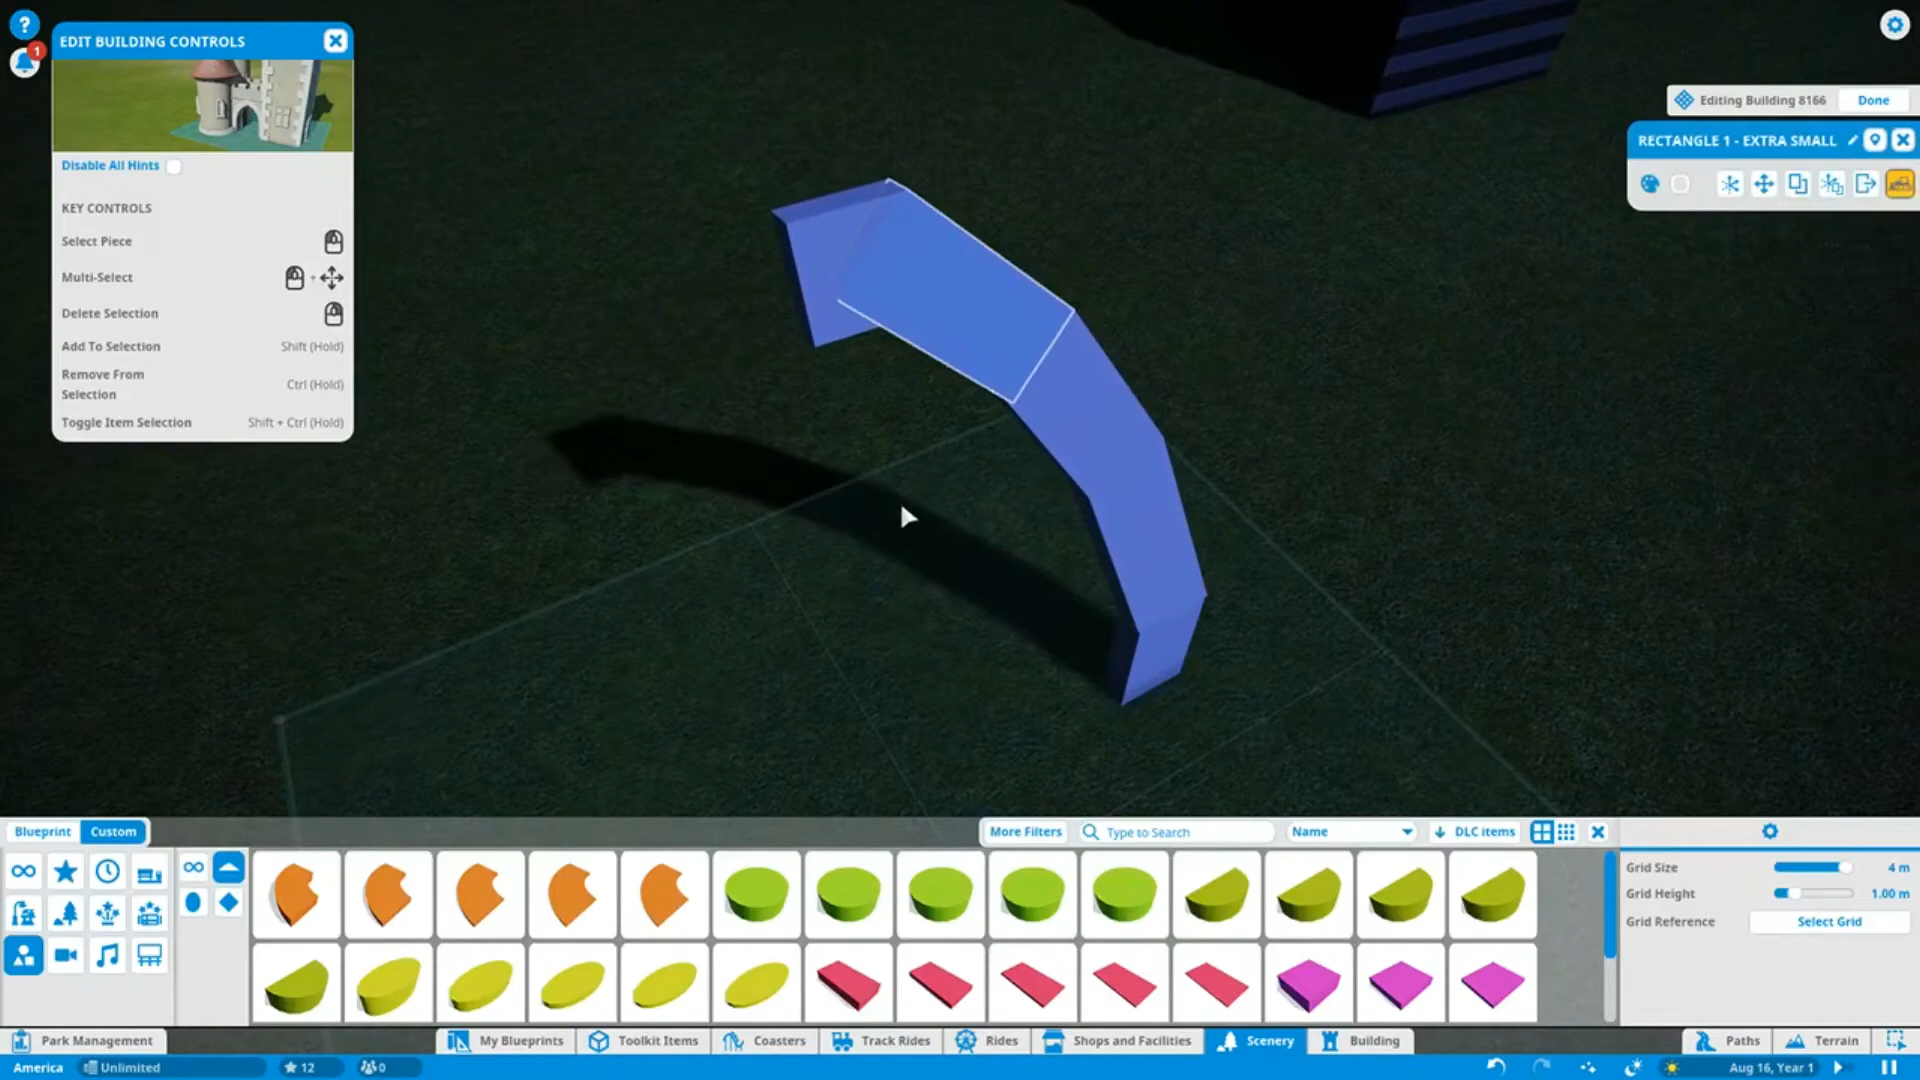 ?
1
EDIT BUILDING CONTROLS
Disable All Hints
KEY CONTROLS
Select Piece
Multi-Select +
Delete Selection
Add To Selection Shift (Hold)
Remove From Selection Ctrl (Hold)
Toggle Item Selection Shift + Ctrl (Hold)
Editing Building 8166 Done
RECTANGLE 1 - EXTRA SMALL
Blueprint Custom
More Filters Type to Search Name DLC items
Grid Size 4 m
Grid Height 1.00 m
Grid Reference Select Grid
Park Management My Blueprints Toolkit Items Coasters Track Rides Rides Shops and Facilities Scenery Building Paths Terrain
America Unlimited 12 0 Aug 16, Year 1